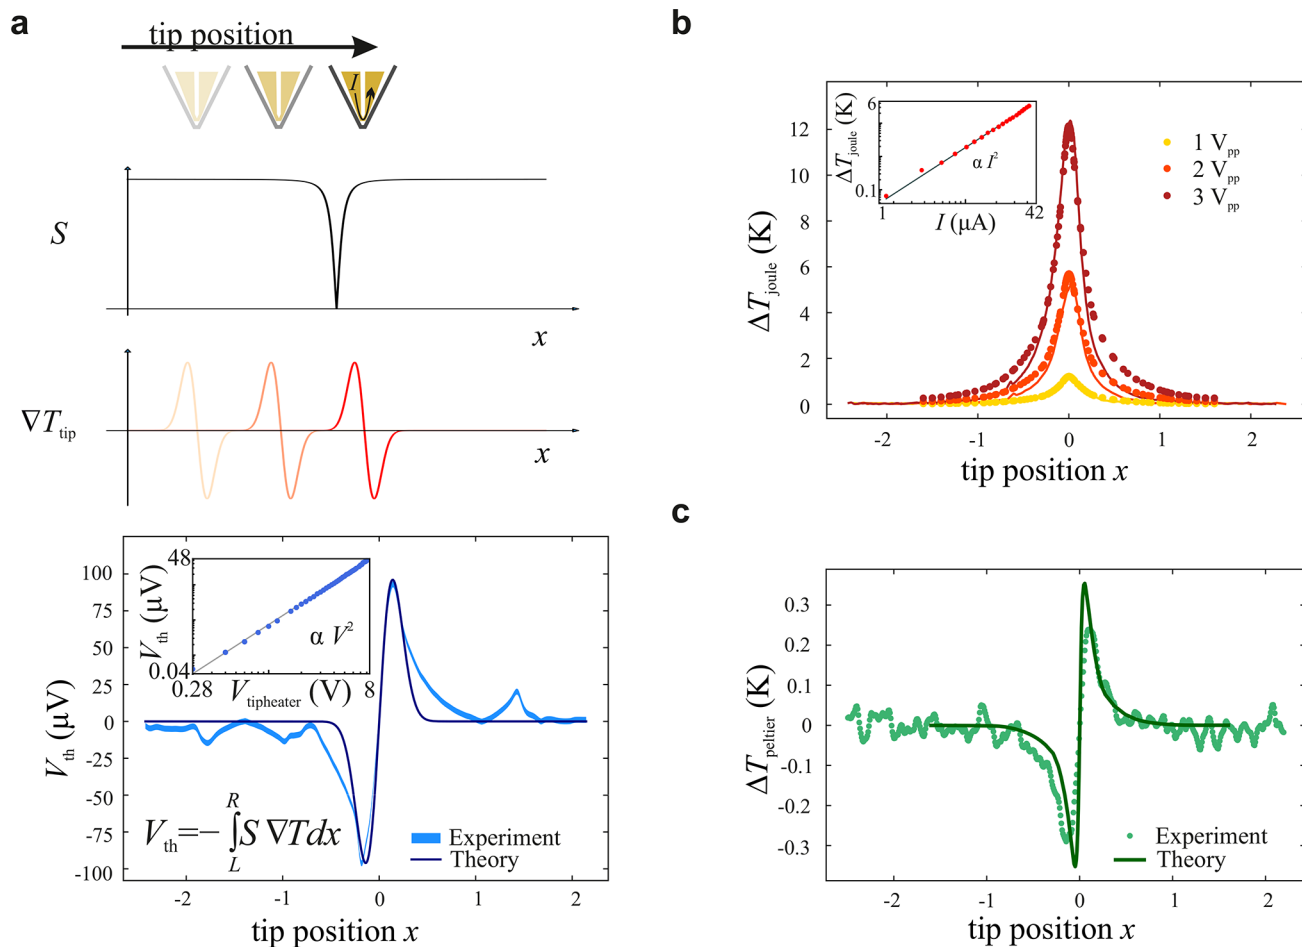 a
tip position
I
S
x
∇T_tip
x
V_th (μV)
48
0.04
0.28
8
V_tipheater (V)
α V²
100
75
50
25
0
-25
-50
-75
-100
V_th (μV)
V_th=−∫_L^R S ∇Tdx
Experiment
Theory
-2
-1
0
1
2
tip position x
b
ΔT_joule (K)
6
0.1
1
42
I (μA)
α I²
1 V_pp
2 V_pp
3 V_pp
12
10
8
6
4
2
0
ΔT_joule (K)
-2
-1
0
1
2
tip position x
c
0.3
0.2
0.1
0
-0.1
-0.2
-0.3
ΔT_peltier (K)
Experiment
Theory
-2
-1
0
1
2
tip position x